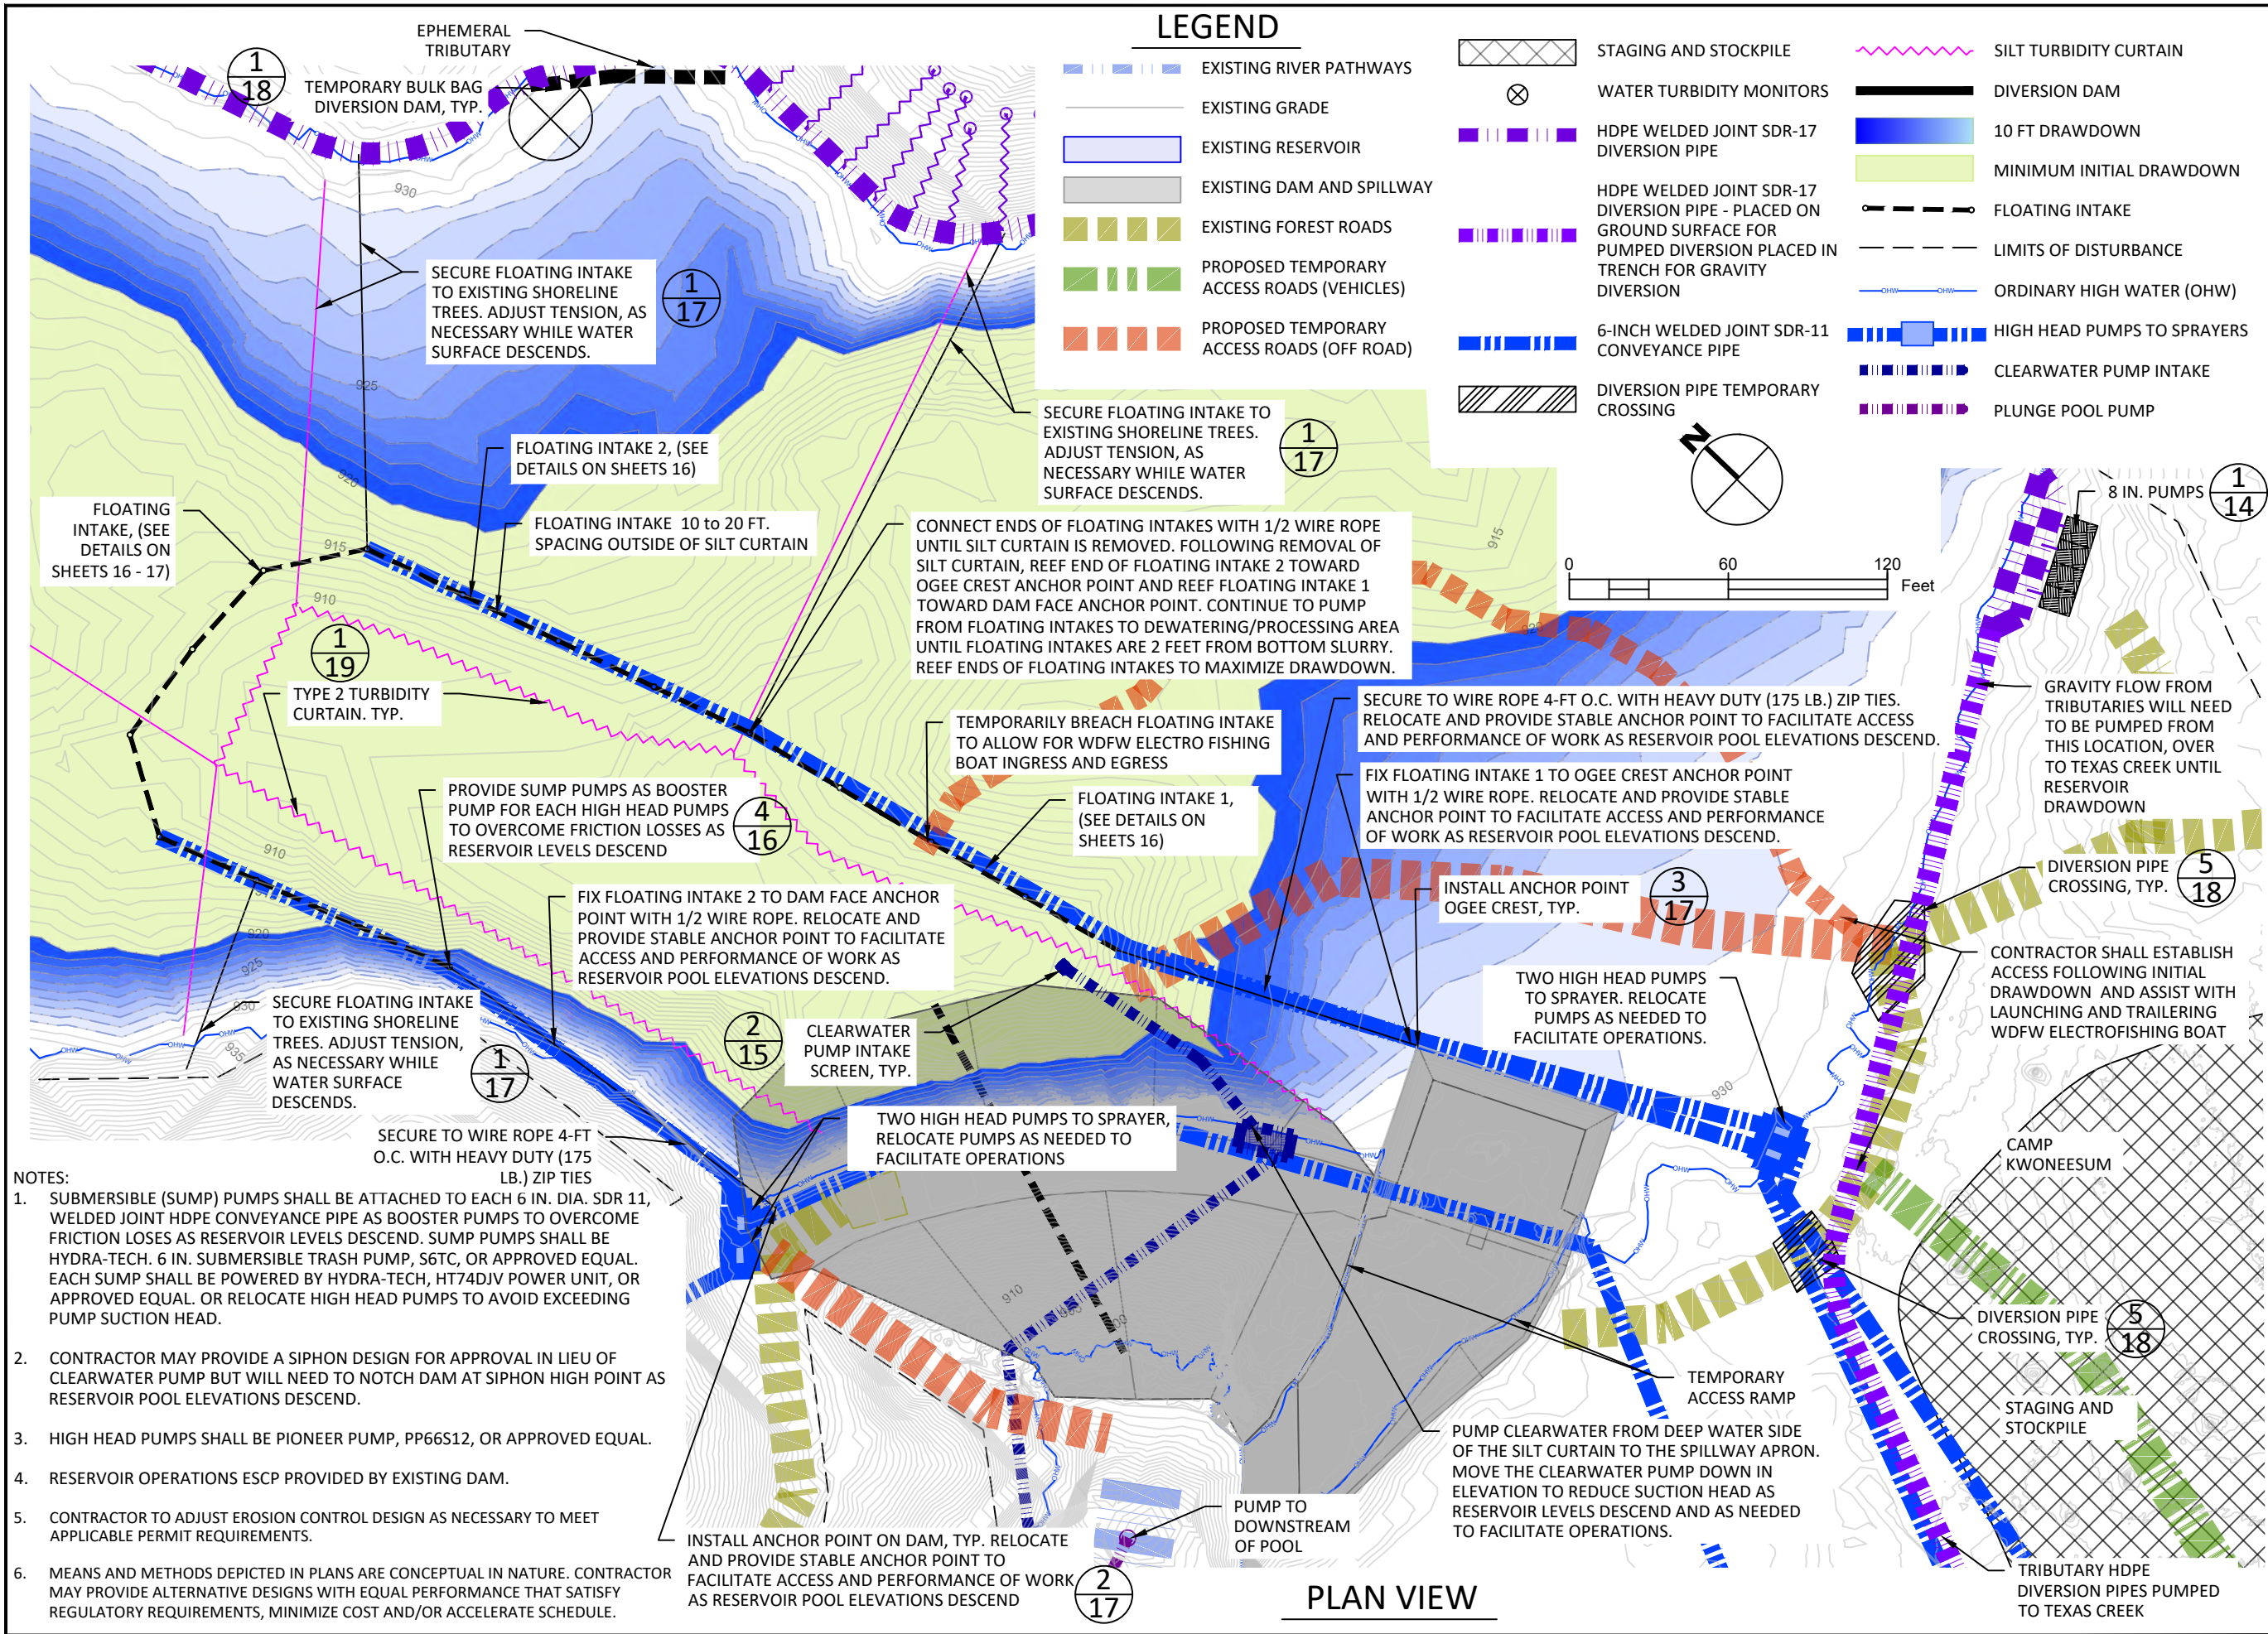 LEGEND
EXISTING RIVER PATHWAYS
EXISTING GRADE
EXISTING RESERVOIR
EXISTING DAM AND SPILLWAY
EXISTING FOREST ROADS
PROPOSED TEMPORARY
ACCESS ROADS (VEHICLES)
PROPOSED TEMPORARY
ACCESS ROADS (OFF ROAD)
STAGING AND STOCKPILE
WATER TURBIDITY MONITORS
HDPE WELDED JOINT SDR-17
DIVERSION PIPE
HDPE WELDED JOINT SDR-17
DIVERSION PIPE - PLACED ON
GROUND SURFACE FOR
PUMPED DIVERSION PLACED IN
TRENCH FOR GRAVITY
DIVERSION
6-INCH WELDED JOINT SDR-11
CONVEYANCE PIPE
DIVERSION PIPE TEMPORARY
CROSSING
SILT TURBIDITY CURTAIN
DIVERSION DAM
10 FT DRAWDOWN
MINIMUM INITIAL DRAWDOWN
FLOATING INTAKE
LIMITS OF DISTURBANCE
OHW OHW
ORDINARY HIGH WATER (OHW)
HIGH HEAD PUMPS TO SPRAYERS
CLEARWATER PUMP INTAKE
PLUNGE POOL PUMP
EPHEMERAL
TRIBUTARY
1
18
TEMPORARY BULK BAG
DIVERSION DAM, TYP.
930
SECURE FLOATING INTAKE
TO EXISTING SHORELINE
TREES. ADJUST TENSION, AS
NECESSARY WHILE WATER
SURFACE DESCENDS.
1
17
925
SECURE FLOATING INTAKE TO
EXISTING SHORELINE TREES.
ADJUST TENSION, AS
NECESSARY WHILE WATER
SURFACE DESCENDS.
1
17
N
0 60 120
Feet
FLOATING INTAKE 2, (SEE
DETAILS ON SHEETS 16)
920
FLOATING
INTAKE, (SEE
DETAILS ON
SHEETS 16 - 17)
FLOATING INTAKE 10 to 20 FT.
SPACING OUTSIDE OF SILT CURTAIN
915
915
910
CONNECT ENDS OF FLOATING INTAKES WITH 1/2 WIRE ROPE
UNTIL SILT CURTAIN IS REMOVED. FOLLOWING REMOVAL OF
SILT CURTAIN, REEF END OF FLOATING INTAKE 2 TOWARD
OGEE CREST ANCHOR POINT AND REEF FLOATING INTAKE 1
TOWARD DAM FACE ANCHOR POINT. CONTINUE TO PUMP
FROM FLOATING INTAKES TO DEWATERING/PROCESSING AREA
UNTIL FLOATING INTAKES ARE 2 FEET FROM BOTTOM SLURRY.
REEF ENDS OF FLOATING INTAKES TO MAXIMIZE DRAWDOWN.
920
8 IN. PUMPS
1
14
1
19
TYPE 2 TURBIDITY
CURTAIN. TYP.
GRAVITY FLOW FROM
TRIBUTARIES WILL NEED
TO BE PUMPED FROM
THIS LOCATION, OVER
TO TEXAS CREEK UNTIL
RESERVOIR
DRAWDOWN
SECURE TO WIRE ROPE 4-FT O.C. WITH HEAVY DUTY (175 LB.) ZIP TIES.
RELOCATE AND PROVIDE STABLE ANCHOR POINT TO FACILITATE ACCESS
AND PERFORMANCE OF WORK AS RESERVOIR POOL ELEVATIONS DESCEND.
TEMPORARILY BREACH FLOATING INTAKE
TO ALLOW FOR WDFW ELECTRO FISHING
BOAT INGRESS AND EGRESS
FIX FLOATING INTAKE 1 TO OGEE CREST ANCHOR POINT
WITH 1/2 WIRE ROPE. RELOCATE AND PROVIDE STABLE
ANCHOR POINT TO FACILITATE ACCESS AND PERFORMANCE
OF WORK AS RESERVOIR POOL ELEVATIONS DESCEND.
PROVIDE SUMP PUMPS AS BOOSTER
PUMP FOR EACH HIGH HEAD PUMPS
TO OVERCOME FRICTION LOSSES AS
RESERVOIR LEVELS DESCEND
4
16
FLOATING INTAKE 1,
(SEE DETAILS ON
SHEETS 16)
910
DIVERSION PIPE
CROSSING, TYP.
5
18
INSTALL ANCHOR POINT
OGEE CREST, TYP.
3
17
FIX FLOATING INTAKE 2 TO DAM FACE ANCHOR
POINT WITH 1/2 WIRE ROPE. RELOCATE AND
PROVIDE STABLE ANCHOR POINT TO FACILITATE
ACCESS AND PERFORMANCE OF WORK AS
RESERVOIR POOL ELEVATIONS DESCEND.
920
925
930
935
CONTRACTOR SHALL ESTABLISH
ACCESS FOLLOWING INITIAL
DRAWDOWN AND ASSIST WITH
LAUNCHING AND TRAILERING
WDFW ELECTROFISHING BOAT
TWO HIGH HEAD PUMPS
TO SPRAYER. RELOCATE
PUMPS AS NEEDED TO
FACILITATE OPERATIONS.
SECURE FLOATING INTAKE
TO EXISTING SHORELINE
TREES. ADJUST TENSION,
AS NECESSARY WHILE
WATER SURFACE
DESCENDS.
1
17
2
15
CLEARWATER
PUMP INTAKE
SCREEN, TYP.
930
TWO HIGH HEAD PUMPS TO SPRAYER,
RELOCATE PUMPS AS NEEDED TO
FACILITATE OPERATIONS
SECURE TO WIRE ROPE 4-FT
O.C. WITH HEAVY DUTY (175
LB.) ZIP TIES
CAMP
KWONEESUM
NOTES:
1. SUBMERSIBLE (SUMP) PUMPS SHALL BE ATTACHED TO EACH 6 IN. DIA. SDR 11,
WELDED JOINT HDPE CONVEYANCE PIPE AS BOOSTER PUMPS TO OVERCOME
FRICTION LOSES AS RESERVOIR LEVELS DESCEND. SUMP PUMPS SHALL BE
HYDRA-TECH. 6 IN. SUBMERSIBLE TRASH PUMP, S6TC, OR APPROVED EQUAL.
EACH SUMP SHALL BE POWERED BY HYDRA-TECH, HT74DJV POWER UNIT, OR
APPROVED EQUAL. OR RELOCATE HIGH HEAD PUMPS TO AVOID EXCEEDING
PUMP SUCTION HEAD.
2. CONTRACTOR MAY PROVIDE A SIPHON DESIGN FOR APPROVAL IN LIEU OF
CLEARWATER PUMP BUT WILL NEED TO NOTCH DAM AT SIPHON HIGH POINT AS
RESERVOIR POOL ELEVATIONS DESCEND.
3. HIGH HEAD PUMPS SHALL BE PIONEER PUMP, PP66S12, OR APPROVED EQUAL.
4. RESERVOIR OPERATIONS ESCP PROVIDED BY EXISTING DAM.
5. CONTRACTOR TO ADJUST EROSION CONTROL DESIGN AS NECESSARY TO MEET
APPLICABLE PERMIT REQUIREMENTS.
6. MEANS AND METHODS DEPICTED IN PLANS ARE CONCEPTUAL IN NATURE. CONTRACTOR
MAY PROVIDE ALTERNATIVE DESIGNS WITH EQUAL PERFORMANCE THAT SATISFY
REGULATORY REQUIREMENTS, MINIMIZE COST AND/OR ACCELERATE SCHEDULE.
910
DIVERSION PIPE
CROSSING, TYP.
5
18
TEMPORARY
ACCESS RAMP
STAGING AND
STOCKPILE
PUMP CLEARWATER FROM DEEP WATER SIDE
OF THE SILT CURTAIN TO THE SPILLWAY APRON.
MOVE THE CLEARWATER PUMP DOWN IN
ELEVATION TO REDUCE SUCTION HEAD AS
RESERVOIR LEVELS DESCEND AND AS NEEDED
TO FACILITATE OPERATIONS.
PUMP TO
DOWNSTREAM
OF POOL
INSTALL ANCHOR POINT ON DAM, TYP. RELOCATE
AND PROVIDE STABLE ANCHOR POINT TO
FACILITATE ACCESS AND PERFORMANCE OF WORK
AS RESERVOIR POOL ELEVATIONS DESCEND
2
17
TRIBUTARY HDPE
DIVERSION PIPES PUMPED
TO TEXAS CREEK
PLAN VIEW